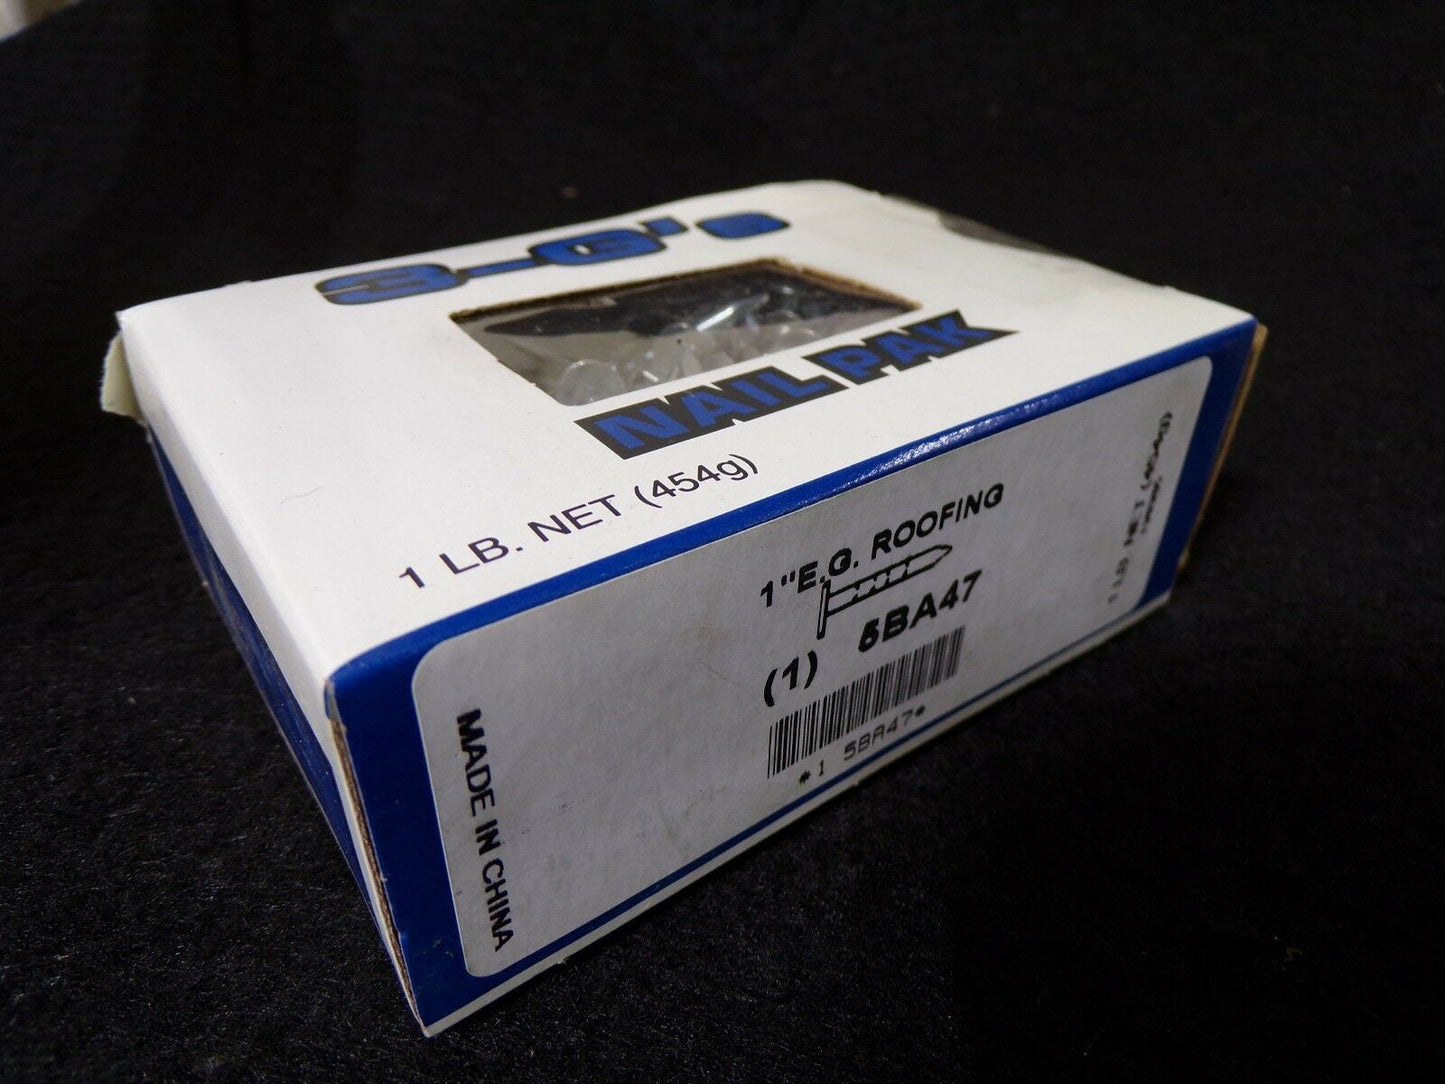 3-G's
NAIL PAK
1 LB. NET (454g)
1" E.G. ROOFING
(1) 5BA47
*1 5BA47*
MADE IN CHINA
1 LB. NET (454g)